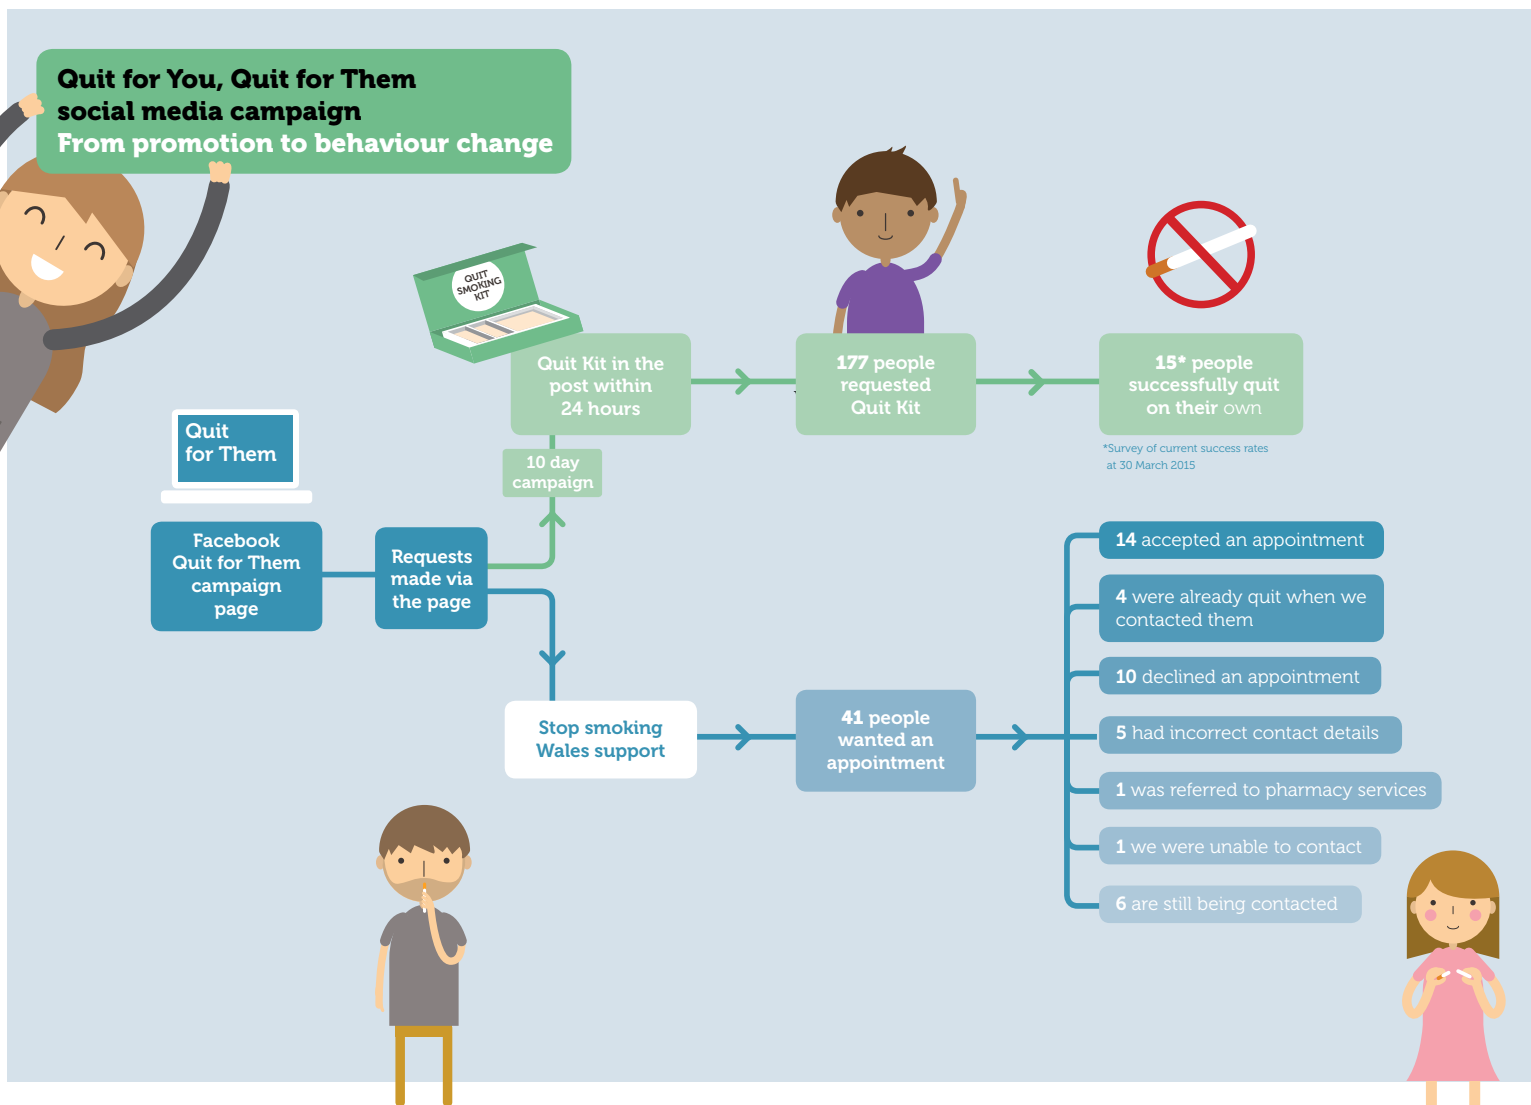 Quit for You, Quit for Them
social media campaign
From promotion to behaviour change
QUIT
SMOKING
KIT
Quit Kit in the
post within
24 hours
177 people
requested
Quit Kit
15* people
successfully quit
on their own
*Survey of current success rates
at 30 March 2015
10 day
campaign
Quit
for Them
Facebook
Quit for Them
campaign
page
Requests
made via
the page
Stop smoking
Wales support
41 people
wanted an
appointment
14 accepted an appointment
4 were already quit when we
contacted them
10 declined an appointment
5 had incorrect contact details
1 was referred to pharmacy services
1 we were unable to contact
6 are still being contacted